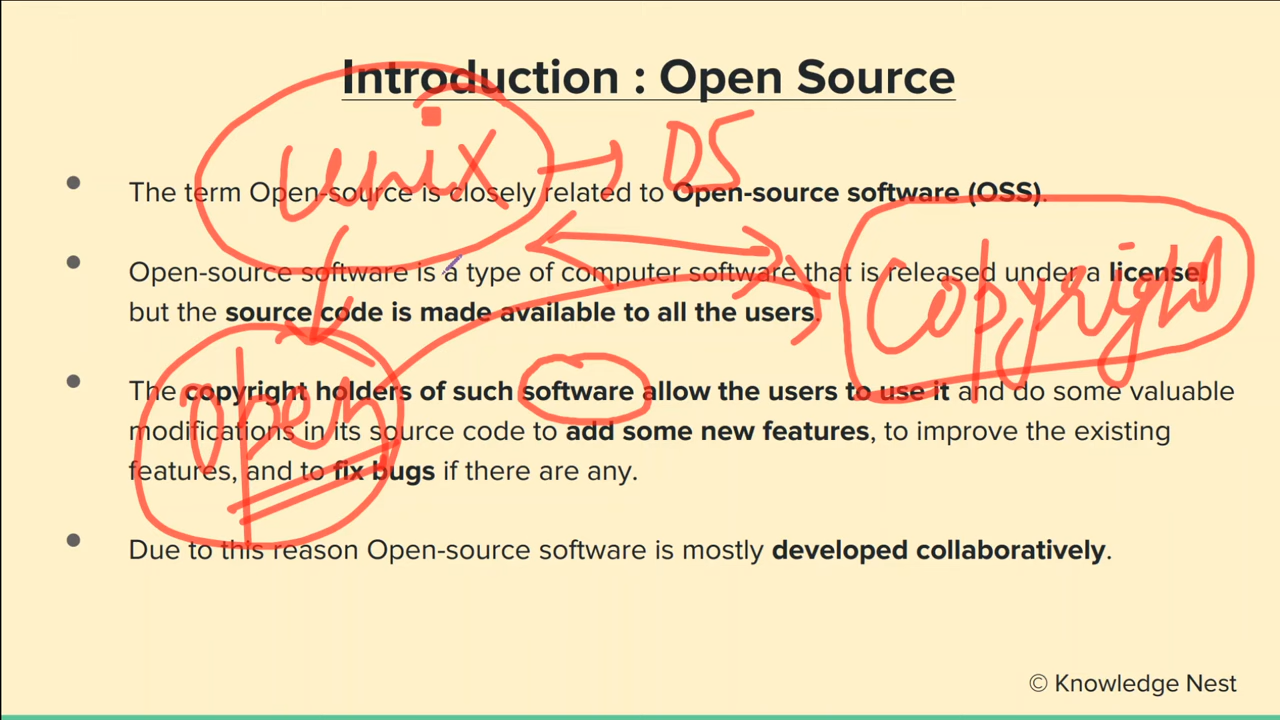 Introduction : Open Source
unix → OS
The term Open-source is closely related to Open-source software (OSS).
Open-source software is a type of computer software that is released under a license,
but the source code is made available to all the users.
Copyright
The copyright holders of such software allow the users to use it and do some valuable
modifications in its source code to add some new features, to improve the existing
features, and to fix bugs if there are any.
open
Due to this reason Open-source software is mostly developed collaboratively.
© Knowledge Nest